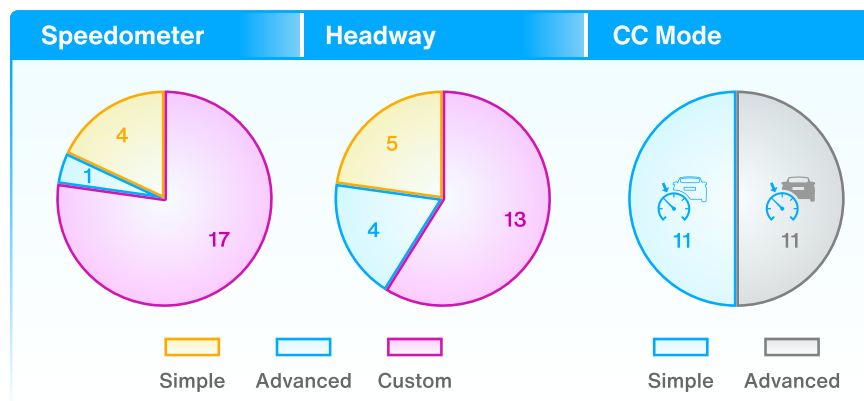 Speedometer
Headway
CC Mode
4
1
17
5
4
13
11
11
Simple
Advanced
Custom
Simple
Advanced